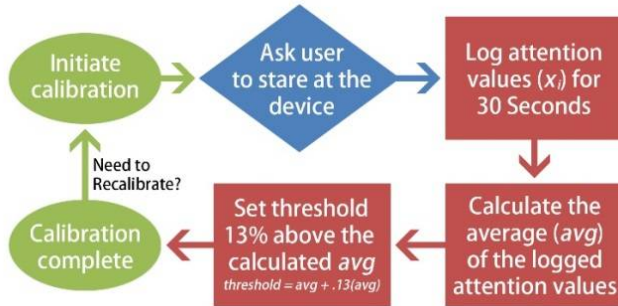 Initiate
calibration
Ask user
to stare at the
device
Log attention
values (xᵢ) for
30 Seconds
Calculate the
average (avg)
of the logged
attention values
Set threshold
13% above the
calculated avg
threshold = avg + .13(avg)
Calibration
complete
Need to
Recalibrate?